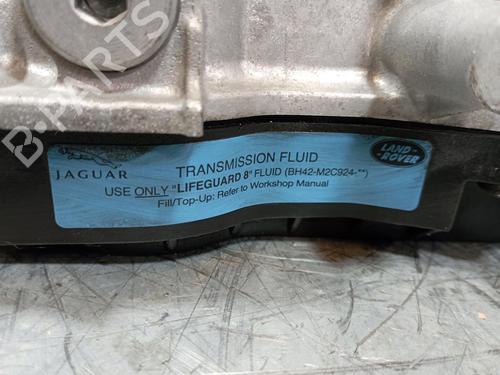 JAGUAR
TRANSMISSION FLUID
LAND ROVER
USE ONLY "LIFEGUARD 8" FLUID (BH42-M2C924-**)
Fill/Top-Up: Refer to Workshop Manual
B-PARTS